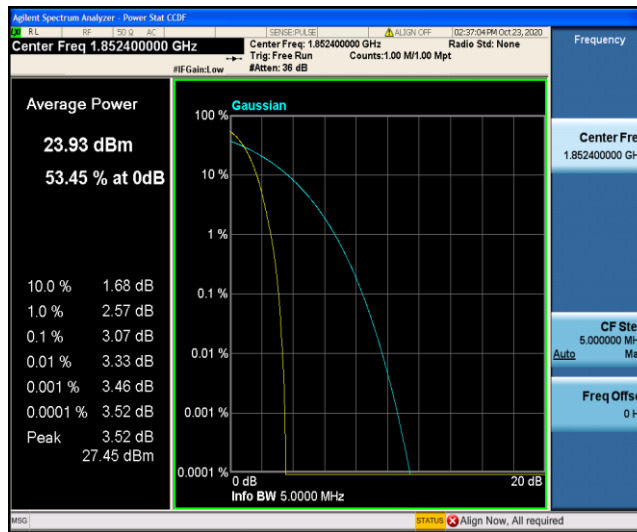 Agilent Spectrum Analyzer - Power Stat CCDF
RL RF 50 Ω AC SENSE:PULSE ALIGN OFF 02:37:04 PM Oct 23, 2020
Center Freq 1.852400000 GHz
Center Freq: 1.852400000 GHz Radio Std: None
Trig: Free Run Counts:1.00 M/1.00 Mpt
#IFGain:Low #Atten: 36 dB
Frequency
Average Power
23.93 dBm
53.45 % at 0dB
10.0 % 1.68 dB
1.0 % 2.57 dB
0.1 % 3.07 dB
0.01 % 3.33 dB
0.001 % 3.46 dB
0.0001 % 3.52 dB
Peak 3.52 dB
27.45 dBm
Gaussian
100 %
10 %
1 %
0.1 %
0.01 %
0.001 %
0.0001 %
0 dB 20 dB
Info BW 5.0000 MHz
Center Fre
1.852400000 GH
CF Ste
5.000000 MH
Auto Ma
Freq Offse
0 H
MSG STATUS Align Now, All required